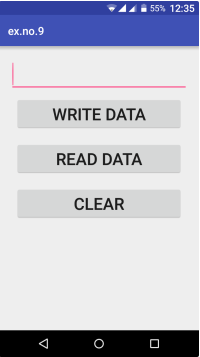 55% 12:35
ex.no.9
WRITE DATA
READ DATA
CLEAR